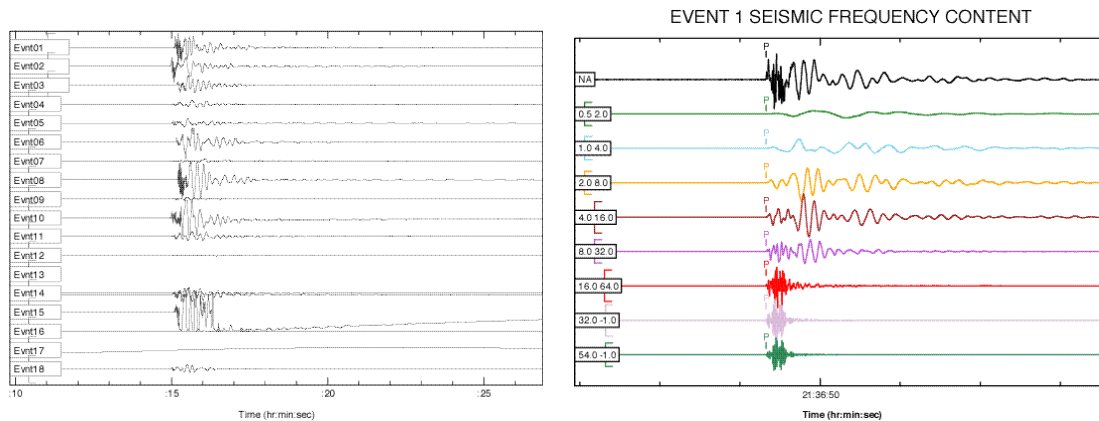 EVENT 1 SEISMIC FREQUENCY CONTENT
Evnt01
Evnt02
Evnt03
Evnt04
Evnt05
Evnt06
Evnt07
Evnt08
Evnt09
Evnt10
Evnt11
Evnt12
Evnt13
Evnt14
Evnt15
Evnt16
Evnt17
Evnt18
:10 :15 :20 :25
Time (hr:min:sec)
P
NA
P
0.5 2.0
P
1.0 4.0
P
2.0 8.0
P
4.0 16.0
P
8.0 32.0
P
16.0 64.0
P
32.0 -1.0
P
54.0 -1.0
21:36:50
Time (hr:min:sec)